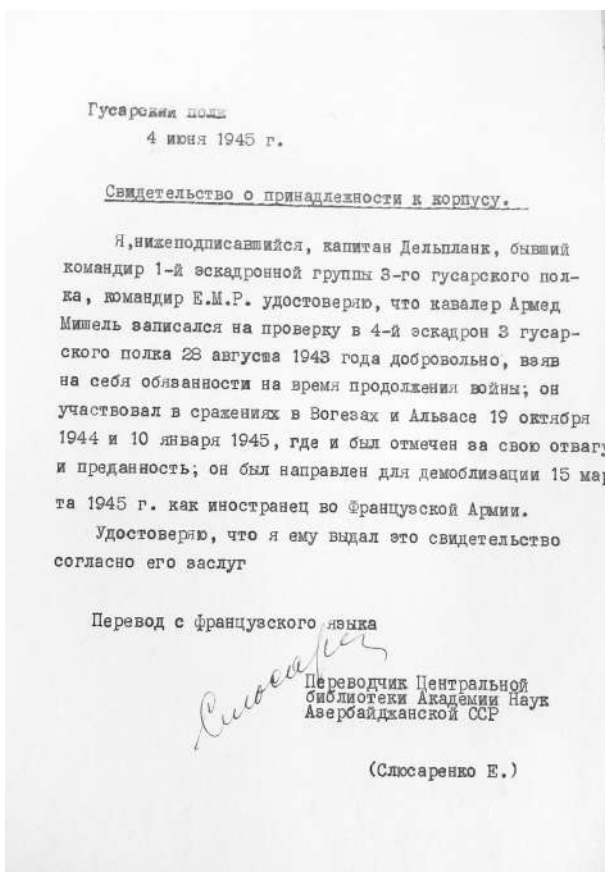 Гусарский полк
4 июня 1945 г.
Свидетельство о принадлежности к корпусу.
Я,нижеподписавшийся, капитан Дельпланк, бывший
командир 1-й эскадронной группы 3-го гусарского пол-
ка, командир Е.М.Р. удостоверяю, что кавалер Армед
Мишель записался на проверку в 4-й эскадрон 3 гусар-
ского полка 28 августа 1943 года добровольно, взяв
на себя обязанности на время продолжения войны; он
участвовал в сражениях в Вогезах и Альзасе 19 октября
1944 и 10 января 1945, где и был отмечен за свою отвагу
и преданность; он был направлен для демоблизации 15 мар
та 1945 г. как иностранец во Французской Армии.
Удостоверяю, что я ему выдал это свидетельство
согласно его заслуг
Перевод с французского языка
Слюсарен
Переводчик Центральной
библиотеки Академии Наук
Азербайджанской ССР
(Слюсаренко Е.)